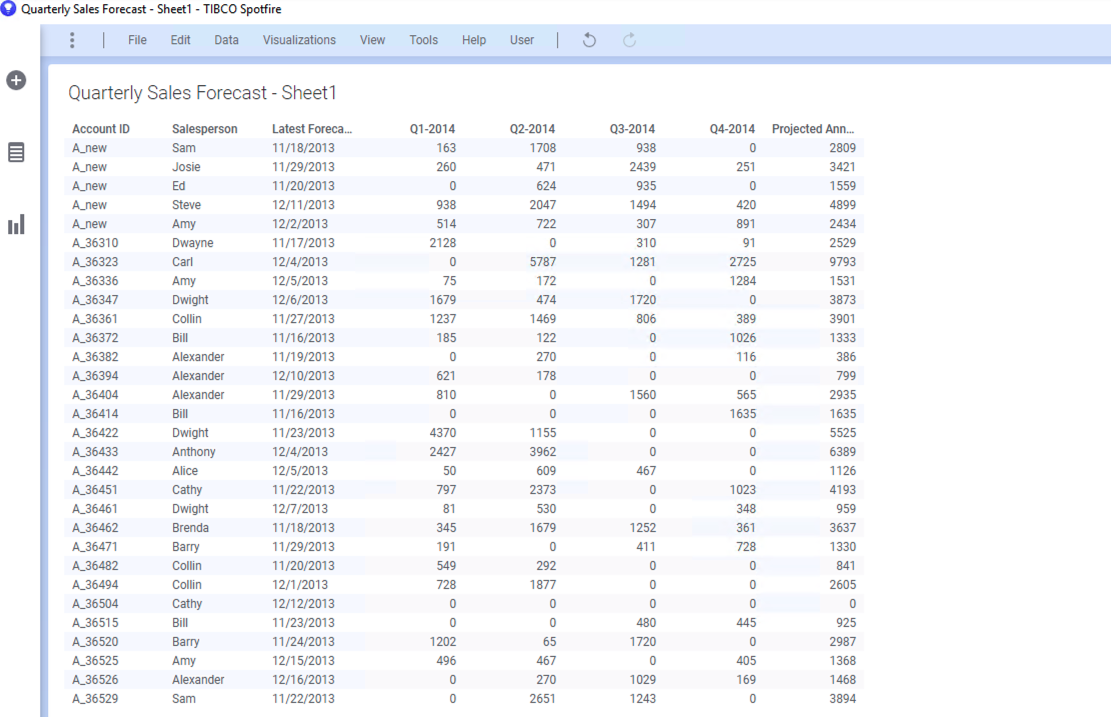 Quarterly Sales Forecast - Sheet1 - TIBCO Spotfire
File Edit Data Visualizations View Tools Help User
Quarterly Sales Forecast - Sheet1
Account ID Salesperson Latest Foreca... Q1-2014 Q2-2014 Q3-2014 Q4-2014 Projected Ann...
A_new Sam 11/18/2013 163 1708 938 0 2809
A_new Josie 11/29/2013 260 471 2439 251 3421
A_new Ed 11/20/2013 0 624 935 0 1559
A_new Steve 12/11/2013 938 2047 1494 420 4899
A_new Amy 12/2/2013 514 722 307 891 2434
A_36310 Dwayne 11/17/2013 2128 0 310 91 2529
A_36323 Carl 12/4/2013 0 5787 1281 2725 9793
A_36336 Amy 12/5/2013 75 172 0 1284 1531
A_36347 Dwight 12/6/2013 1679 474 1720 0 3873
A_36361 Collin 11/27/2013 1237 1469 806 389 3901
A_36372 Bill 11/16/2013 185 122 0 1026 1333
A_36382 Alexander 11/19/2013 0 270 0 116 386
A_36394 Alexander 12/10/2013 621 178 0 0 799
A_36404 Alexander 11/29/2013 810 0 1560 565 2935
A_36414 Bill 11/16/2013 0 0 0 1635 1635
A_36422 Dwight 11/23/2013 4370 1155 0 0 5525
A_36433 Anthony 12/4/2013 2427 3962 0 0 6389
A_36442 Alice 12/5/2013 50 609 467 0 1126
A_36451 Cathy 11/22/2013 797 2373 0 1023 4193
A_36461 Dwight 12/7/2013 81 530 0 348 959
A_36462 Brenda 11/18/2013 345 1679 1252 361 3637
A_36471 Barry 11/29/2013 191 0 411 728 1330
A_36482 Collin 11/20/2013 549 292 0 0 841
A_36494 Collin 12/1/2013 728 1877 0 0 2605
A_36504 Cathy 12/12/2013 0 0 0 0 0
A_36515 Bill 11/23/2013 0 0 480 445 925
A_36520 Barry 11/24/2013 1202 65 1720 0 2987
A_36525 Amy 12/15/2013 496 467 0 405 1368
A_36526 Alexander 12/16/2013 0 270 1029 169 1468
A_36529 Sam 11/22/2013 0 2651 1243 0 3894